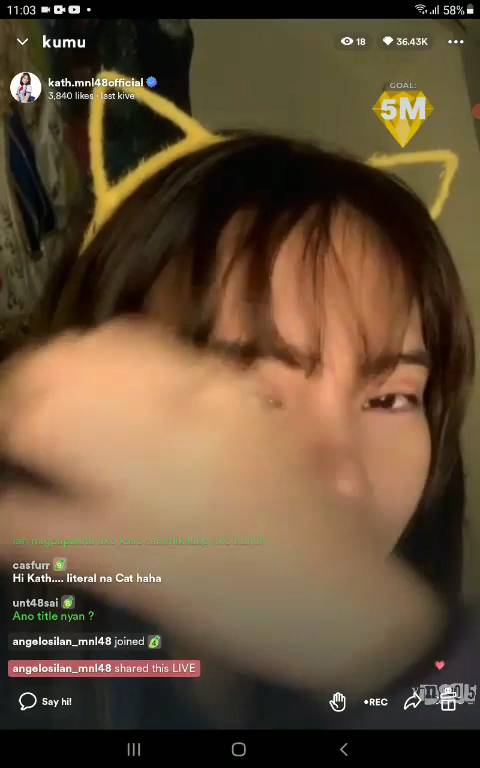 11:03
58%
kumu
18
36.43K
kath.mnl48official
3,840 likes · last kive
GOAL:
5M
casfurr
Hi Kath.... literal na Cat haha
unt48sai
Ano title nyan ?
angelosilan_mnl48 joined
angelosilan_mnl48 shared this LIVE
Say hi!
REC